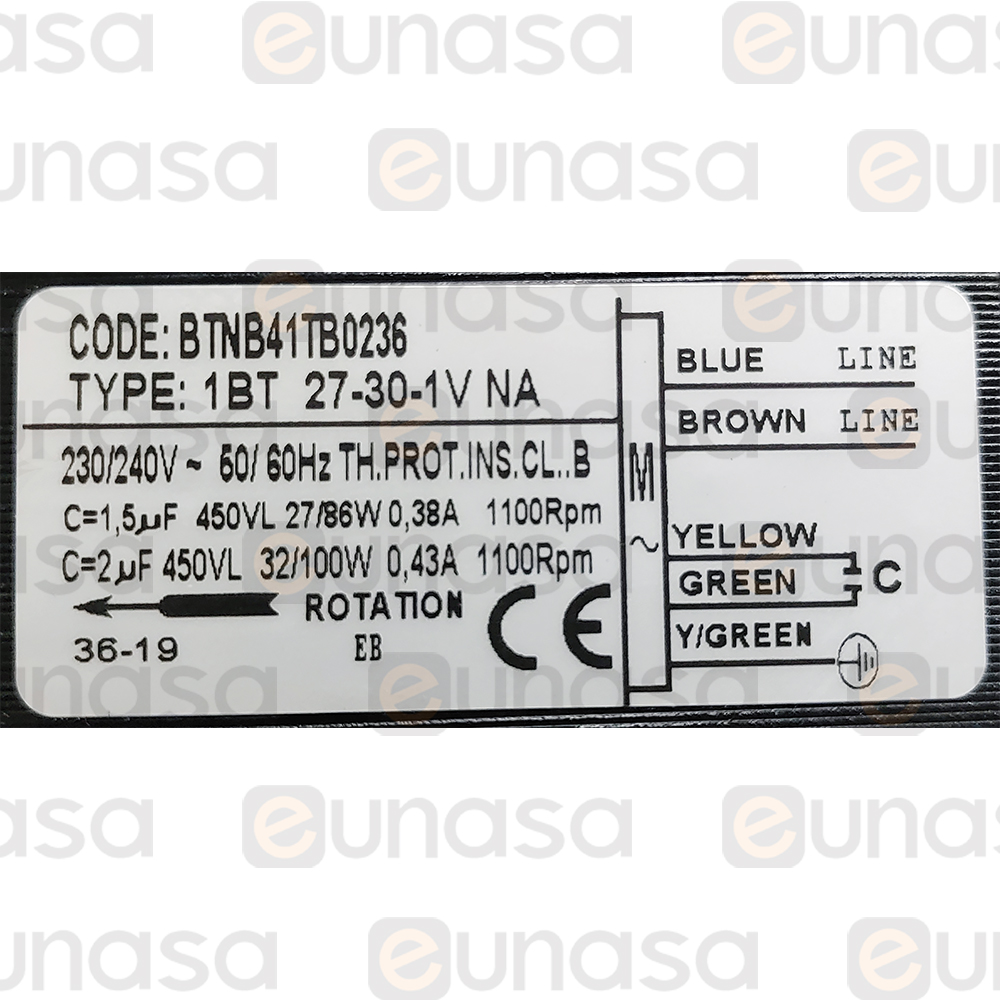 eunasa
CODE: BTNB41TB0236
TYPE: 1BT 27-30-1V NA
230/240V ~ 50/60Hz TH.PROT.INS.CL..B
C=1,5µF 450VL 27/86W 0,38A 1100Rpm
C=2µF 450VL 32/100W 0,43A 1100Rpm
ROTATION
36-19 EB
CE
M
~
BLUE LINE
BROWN LINE
YELLOW
GREEN
C
Y/GREEN